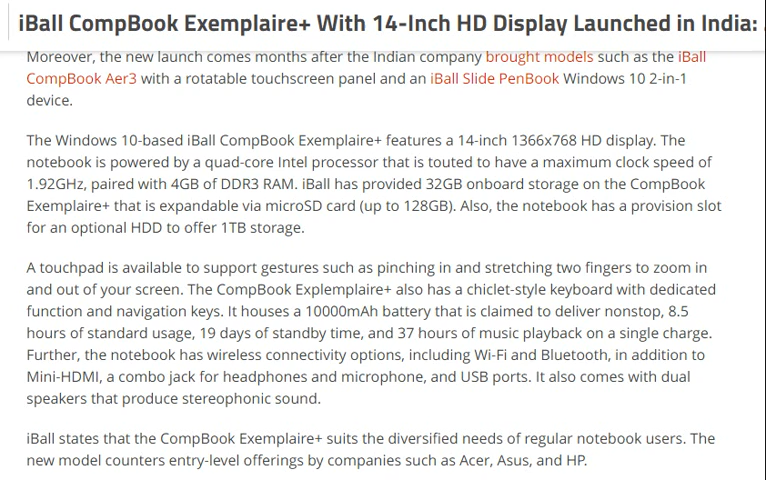 iBall CompBook Exemplaire+ With 14-Inch HD Display Launched in India:
Moreover, the new launch comes months after the Indian company brought models such as the iBall
CompBook Aer3 with a rotatable touchscreen panel and an iBall Slide PenBook Windows 10 2-in-1
device.
The Windows 10-based iBall CompBook Exemplaire+ features a 14-inch 1366x768 HD display. The
notebook is powered by a quad-core Intel processor that is touted to have a maximum clock speed of
1.92GHz, paired with 4GB of DDR3 RAM. iBall has provided 32GB onboard storage on the CompBook
Exemplaire+ that is expandable via microSD card (up to 128GB). Also, the notebook has a provision slot
for an optional HDD to offer 1TB storage.
A touchpad is available to support gestures such as pinching in and stretching two fingers to zoom in
and out of your screen. The CompBook Explemplaire+ also has a chiclet-style keyboard with dedicated
function and navigation keys. It houses a 10000mAh battery that is claimed to deliver nonstop, 8.5
hours of standard usage, 19 days of standby time, and 37 hours of music playback on a single charge.
Further, the notebook has wireless connectivity options, including Wi-Fi and Bluetooth, in addition to
Mini-HDMI, a combo jack for headphones and microphone, and USB ports. It also comes with dual
speakers that produce stereophonic sound.
iBall states that the CompBook Exemplaire+ suits the diversified needs of regular notebook users. The
new model counters entry-level offerings by companies such as Acer, Asus, and HP.